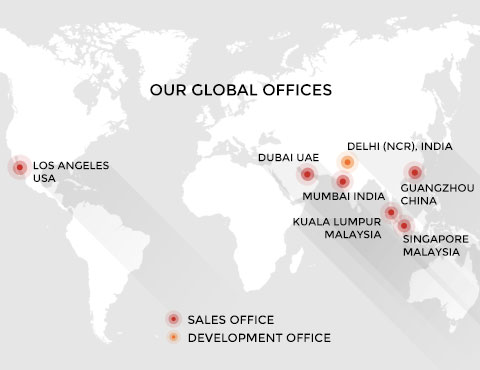 OUR GLOBAL OFFICES
DELHI (NCR), INDIA
DUBAI UAE
LOS ANGELES
USA
MUMBAI INDIA
GUANGZHOU
CHINA
KUALA LUMPUR
MALAYSIA
SINGAPORE
MALAYSIA
SALES OFFICE
DEVELOPMENT OFFICE